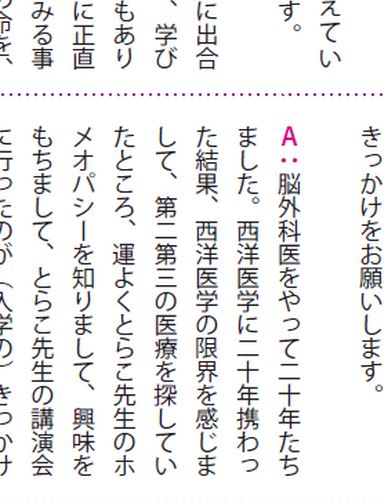 えてい
す。
に出合
、学び
もあり
に正直
みる事
命を、
きっかけをお願いします。
A：脳外科医をやって二十年たち
ました。西洋医学に二十年携わっ
た結果、西洋医学の限界を感じま
して、第二第三の医療を探してい
たところ、運よくとらこ先生のホ
メオパシーを知りまして、興味を
もちまして、とらこ先生の講演会
に行ったのが（入学の）きっかけ